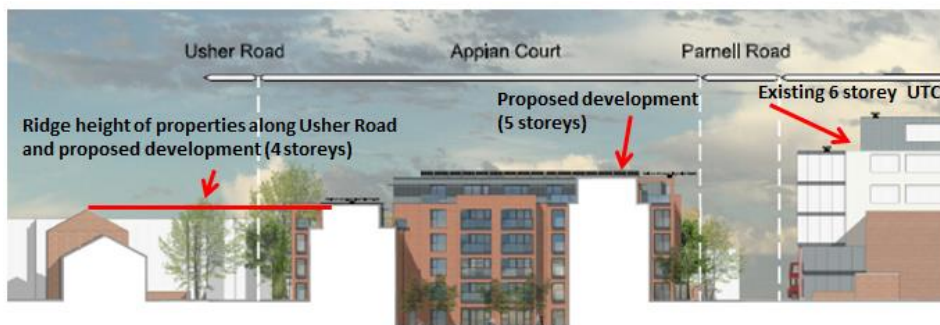 Usher Road
Appian Court
Parnell Road
Existing 6 storey UTC
Proposed development
(5 storeys)
Ridge height of properties along Usher Road
and proposed development (4 storeys)